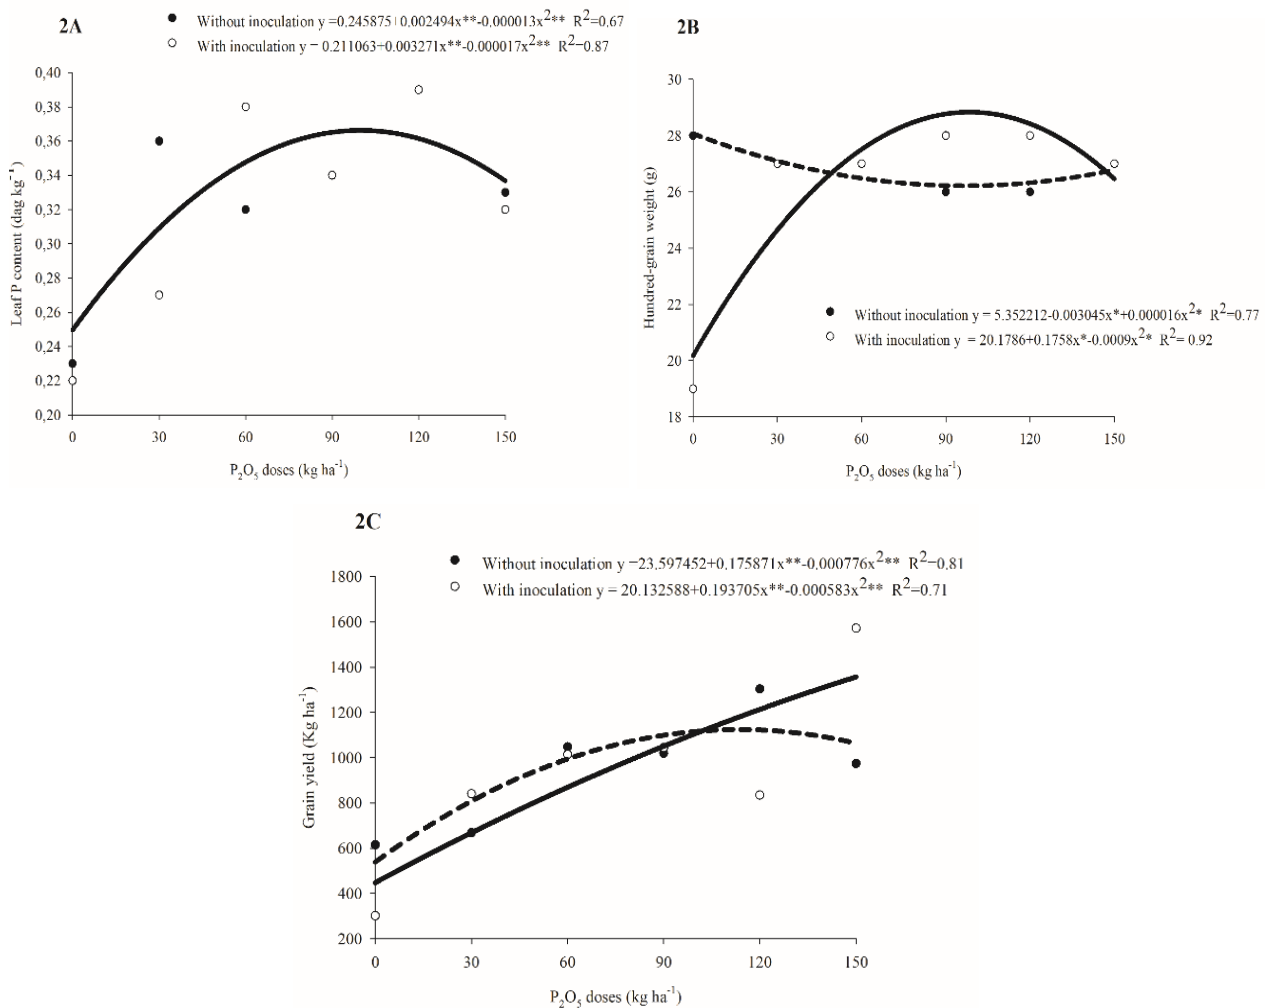 2A
● Without inoculation y =0.245875+0.002494x**-0.000013x²** R²=0.67
○ With inoculation y = 0.211063+0.003271x**-0.000017x²** R²=0.87
0,40
0,38
0,36
0,34
0,32
0,30
0,28
0,26
0,24
0,22
0,20
Leaf P content (dag kg⁻¹)
0 30 60 90 120 150
P₂O₅ doses (kg ha⁻¹)
2B
30
28
26
24
22
20
18
Hundred-grain weight (g)
● Without inoculation y = 5.352212-0.003045x*+0.000016x²* R²=0.77
○ With inoculation y = 20.1786+0.1758x*-0.0009x²* R²= 0.92
0 30 60 90 120 150
P₂O₅ doses (kg ha⁻¹)
2C
● Without inoculation y =23.597452+0.175871x**-0.000776x²** R²=0.81
○ With inoculation y = 20.132588+0.193705x**-0.000583x²** R²=0.71
1800
1600
1400
1200
1000
800
600
400
200
Grain yield (Kg ha⁻¹)
0 30 60 90 120 150
P₂O₅ doses (kg ha⁻¹)